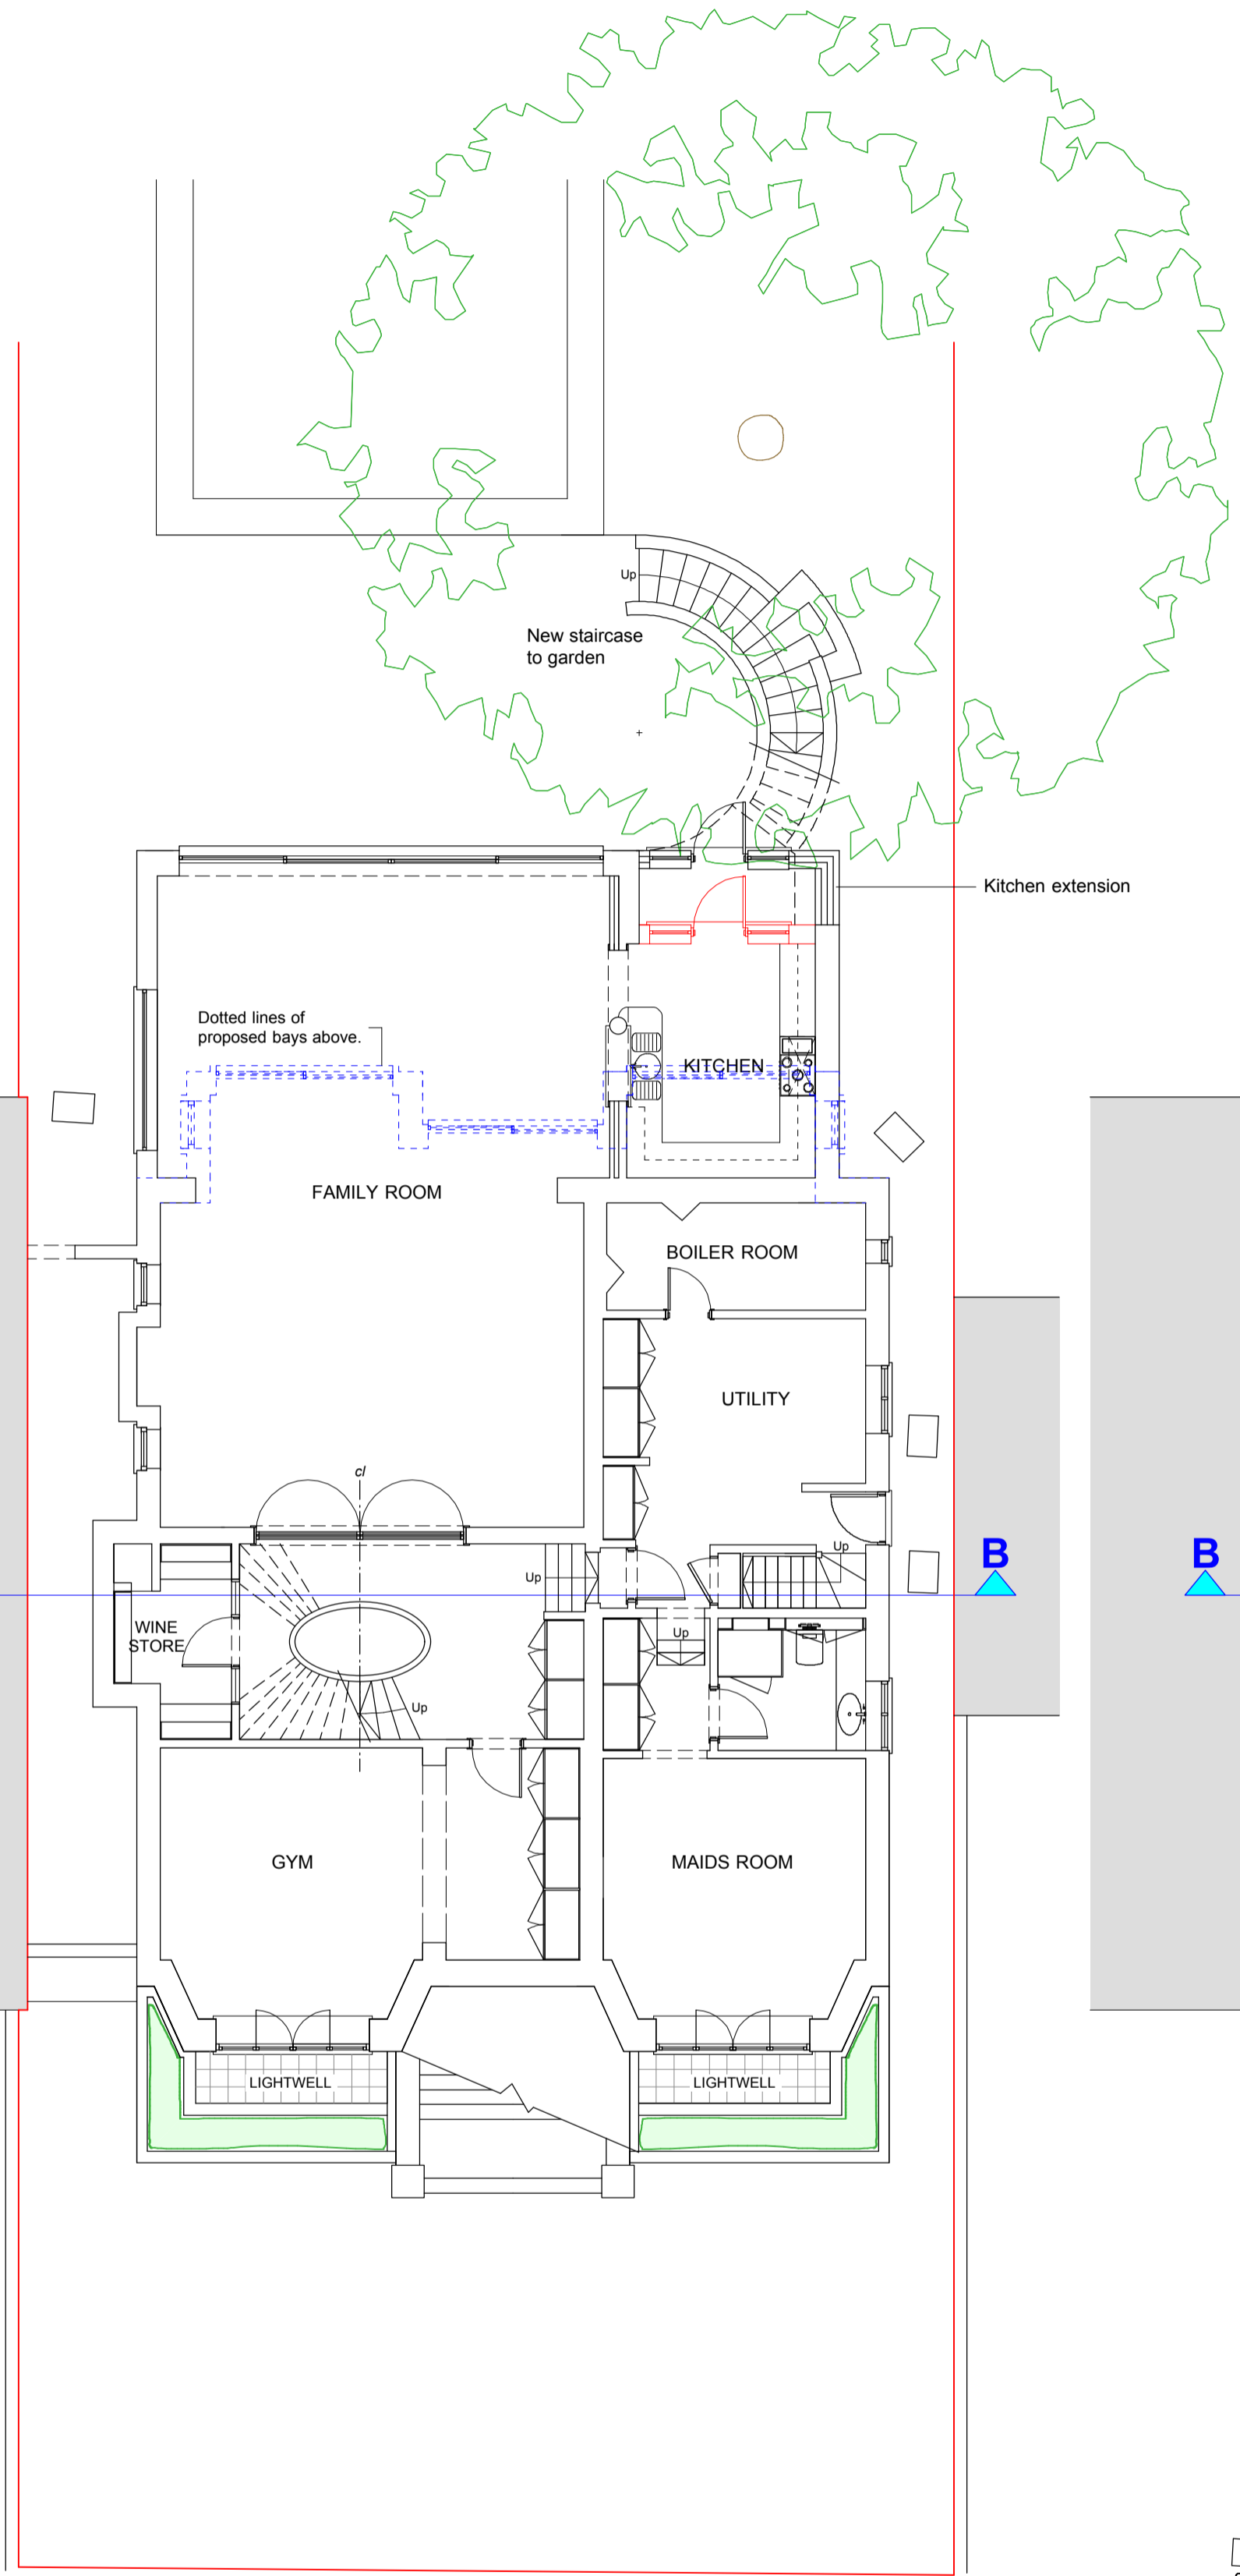 Up
New staircase
to garden
Kitchen extension
Dotted lines of
proposed bays above.
KITCHEN
FAMILY ROOM
BOILER ROOM
UTILITY
cl
Up
B
B
Up
WINE
STORE
Up
Up
GYM
MAIDS ROOM
LIGHTWELL
LIGHTWELL